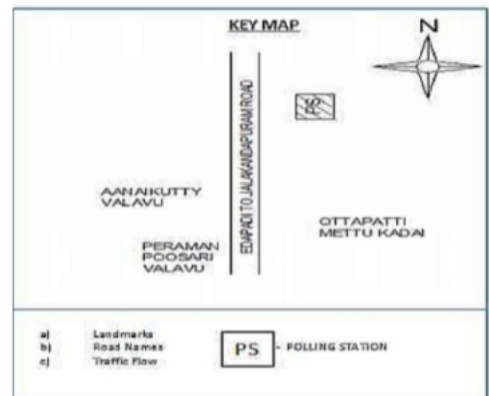 KEY MAP
N
PS
EDAPADI TO JALAKANDAPURAM ROAD
AANAIKUTTY
VALAVU
OTTAPATTI
METTU KADAI
PERAMAN
POOSARI
VALAVU
a) Landmarks
b) Road Names
c) Traffic Flow
PS - POLLING STATION